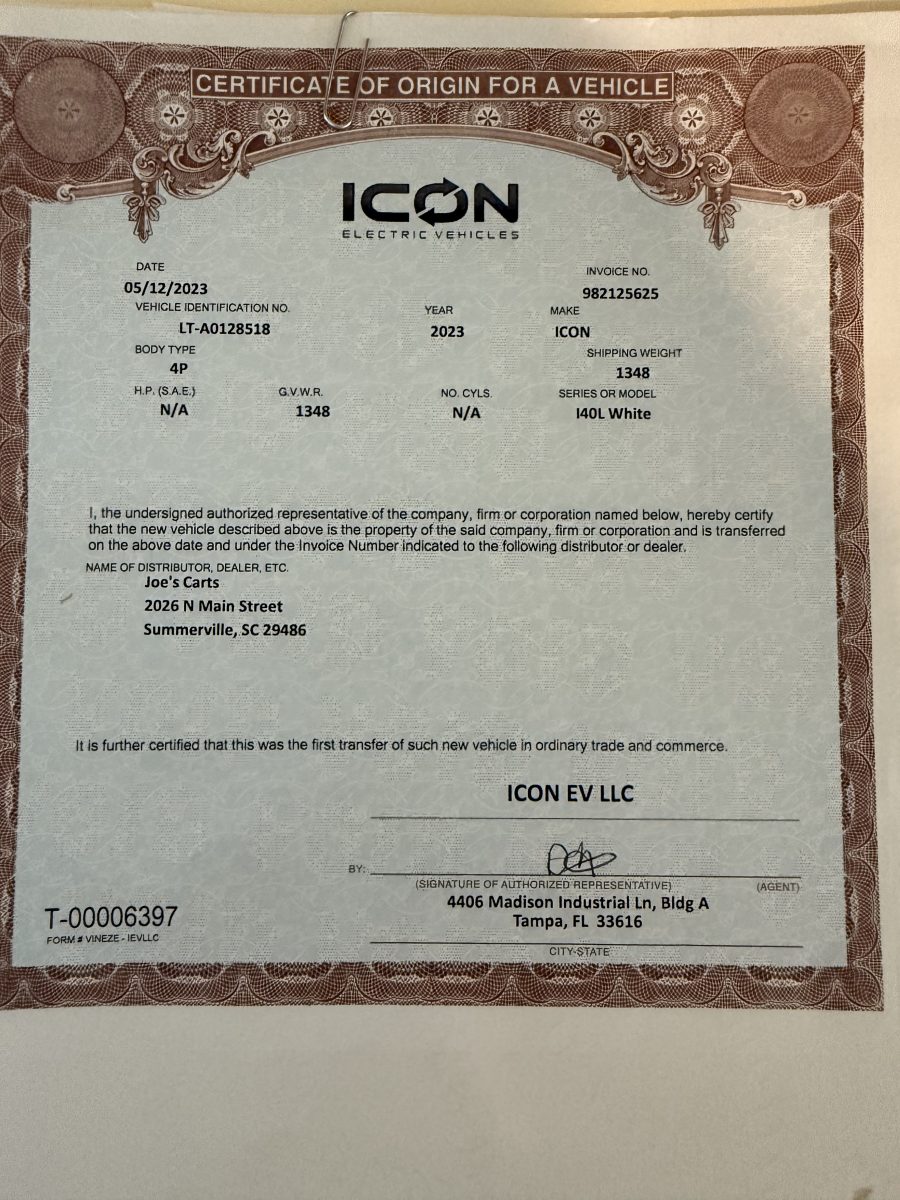 CERTIFICATE OF ORIGIN FOR A VEHICLE
ICON
ELECTRIC VEHICLES
DATE
05/12/2023
INVOICE NO.
982125625
VEHICLE IDENTIFICATION NO.
LT-A0128518
YEAR
2023
MAKE
ICON
BODY TYPE
4P
SHIPPING WEIGHT
1348
H.P. (S.A.E.)
N/A
G.V.W.R.
1348
NO. CYLS.
N/A
SERIES OR MODEL
I40L White
I, the undersigned authorized representative of the company, firm or corporation named below, hereby certify
that the new vehicle described above is the property of the said company, firm or corporation and is transferred
on the above date and under the Invoice Number indicated to the following distributor or dealer.
NAME OF DISTRIBUTOR, DEALER, ETC.
Joe's Carts
2026 N Main Street
Summerville, SC 29486
It is further certified that this was the first transfer of such new vehicle in ordinary trade and commerce.
ICON EV LLC
BY:
(SIGNATURE OF AUTHORIZED REPRESENTATIVE) (AGENT)
4406 Madison Industrial Ln, Bldg A
Tampa, FL 33616
CITY-STATE
T-00006397
FORM # VINEZE - IEVLLC